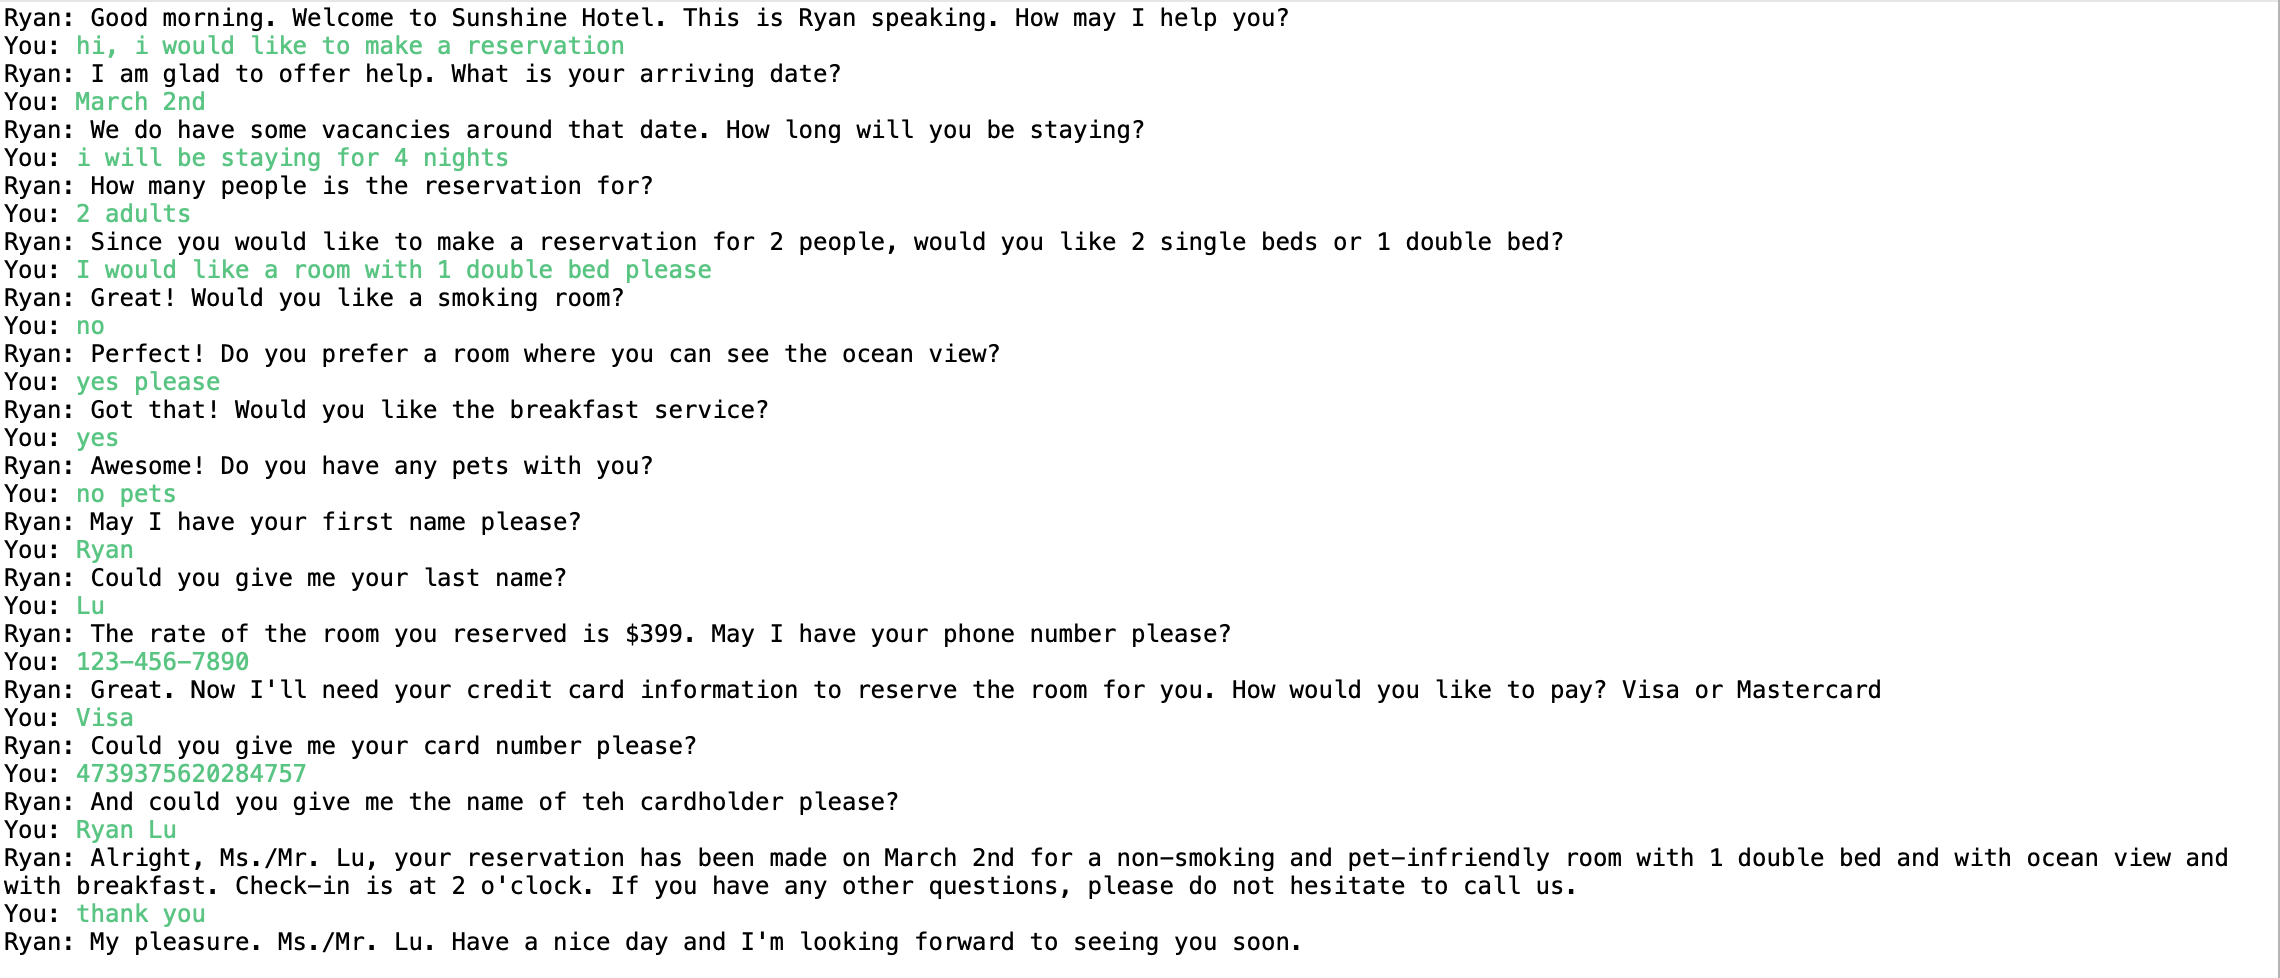 Ryan: Good morning. Welcome to Sunshine Hotel. This is Ryan speaking. How may I help you?
You: hi, i would like to make a reservation
Ryan: I am glad to offer help. What is your arriving date?
You: March 2nd
Ryan: We do have some vacancies around that date. How long will you be staying?
You: i will be staying for 4 nights
Ryan: How many people is the reservation for?
You: 2 adults
Ryan: Since you would like to make a reservation for 2 people, would you like 2 single beds or 1 double bed?
You: I would like a room with 1 double bed please
Ryan: Great! Would you like a smoking room?
You: no
Ryan: Perfect! Do you prefer a room where you can see the ocean view?
You: yes please
Ryan: Got that! Would you like the breakfast service?
You: yes
Ryan: Awesome! Do you have any pets with you?
You: no pets
Ryan: May I have your first name please?
You: Ryan
Ryan: Could you give me your last name?
You: Lu
Ryan: The rate of the room you reserved is $399. May I have your phone number please?
You: 123-456-7890
Ryan: Great. Now I'll need your credit card information to reserve the room for you. How would you like to pay? Visa or Mastercard
You: Visa
Ryan: Could you give me your card number please?
You: 4739375620284757
Ryan: And could you give me the name of teh cardholder please?
You: Ryan Lu
Ryan: Alright, Ms./Mr. Lu, your reservation has been made on March 2nd for a non-smoking and pet-infriendly room with 1 double bed and with ocean view and
with breakfast. Check-in is at 2 o'clock. If you have any other questions, please do not hesitate to call us.
You: thank you
Ryan: My pleasure. Ms./Mr. Lu. Have a nice day and I'm looking forward to seeing you soon.